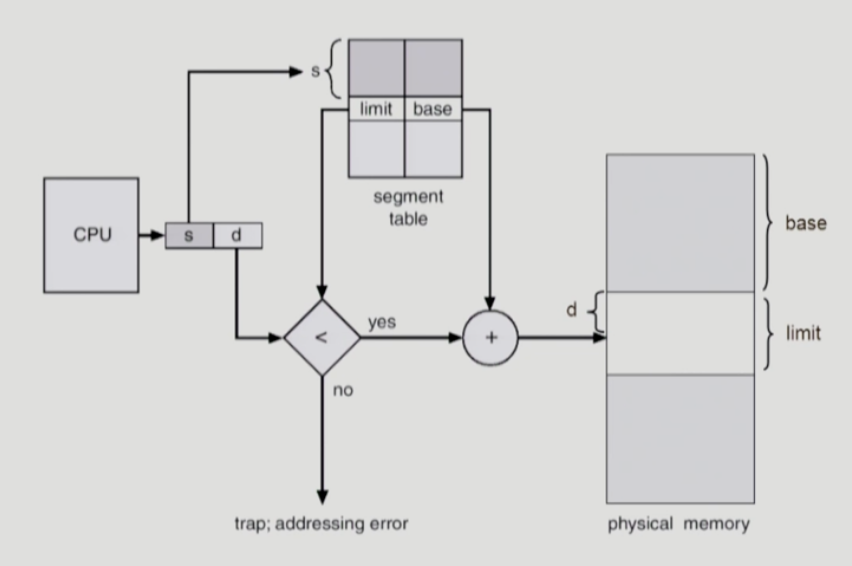 s
limit
base
segment
table
CPU
s
d
base
d
<
yes
+
limit
no
trap; addressing error
physical memory